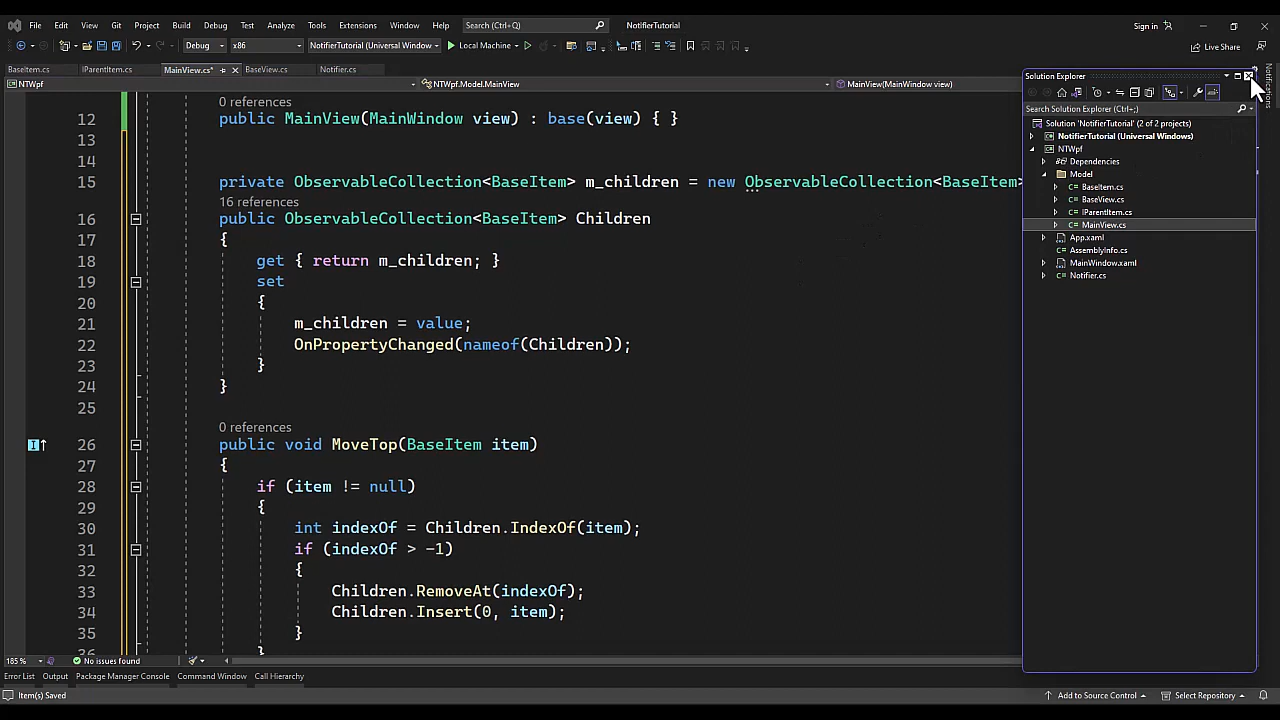 File Edit View Git Project Build Debug Test Analyze Tools Extensions Window Help Search (Ctrl+Q) NotifierTutorial Sign in
Debug x86 NotifierTutorial (Universal Window Local Machine Live Share
BaseItem.cs IParentItem.cs MainView.cs* BaseView.cs Notifier.cs
NTWpf NTWpf.Model.MainView MainView(MainWindow view)
0 references
12 public MainView(MainWindow view) : base(view) { }
13
14
15 private ObservableCollection<BaseItem> m_children = new ObservableCollection<BaseItem>
16 references
16 public ObservableCollection<BaseItem> Children
17 {
18 get { return m_children; }
19 set
20 {
21 m_children = value;
22 OnPropertyChanged(nameof(Children));
23 }
24 }
25
0 references
26 public void MoveTop(BaseItem item)
27 {
28 if (item != null)
29 {
30 int indexOf = Children.IndexOf(item);
31 if (indexOf > -1)
32 {
33 Children.RemoveAt(indexOf);
34 Children.Insert(0, item);
35 }
36 }
Solution Explorer
Search Solution Explorer (Ctrl+;)
Solution 'NotifierTutorial' (2 of 2 projects)
NotifierTutorial (Universal Windows)
NTWpf
Dependencies
Model
BaseItem.cs
BaseView.cs
IParentItem.cs
MainView.cs
App.xaml
AssemblyInfo.cs
MainWindow.xaml
Notifier.cs
Notifications
185% No issues found
Error List Output Package Manager Console Command Window Call Hierarchy
Item(s) Saved Add to Source Control Select Repository